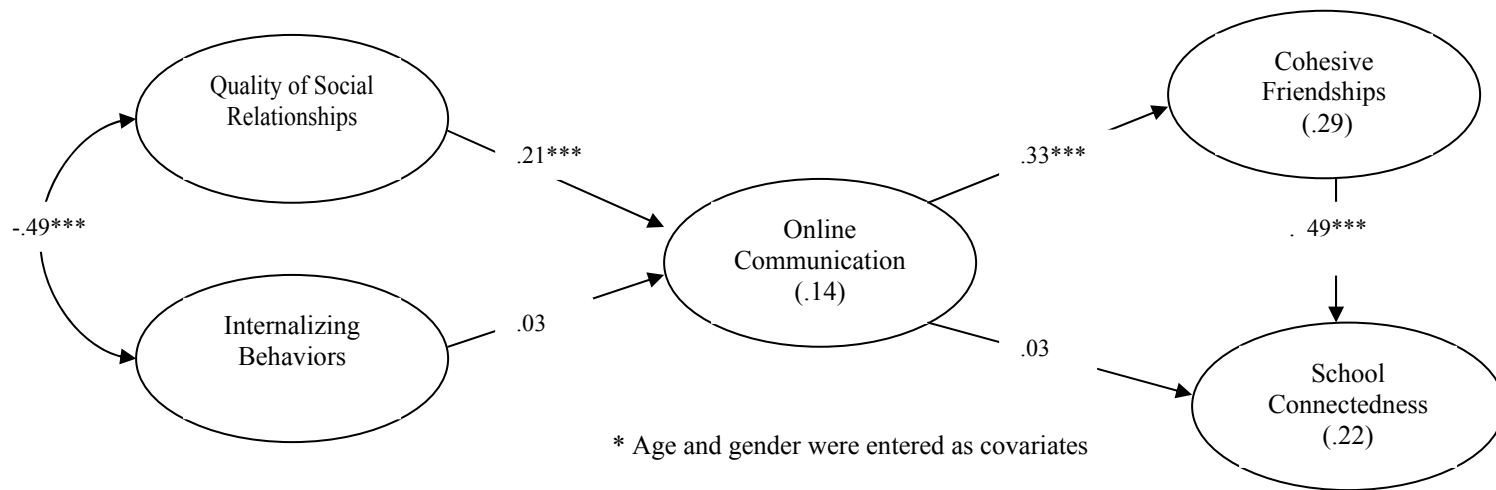 Quality of Social
Relationships
-.49***
Internalizing
Behaviors
.21***
.03
Online
Communication
(.14)
.33***
.03
Cohesive
Friendships
(.29)
. 49***
School
Connectedness
(.22)
* Age and gender were entered as covariates